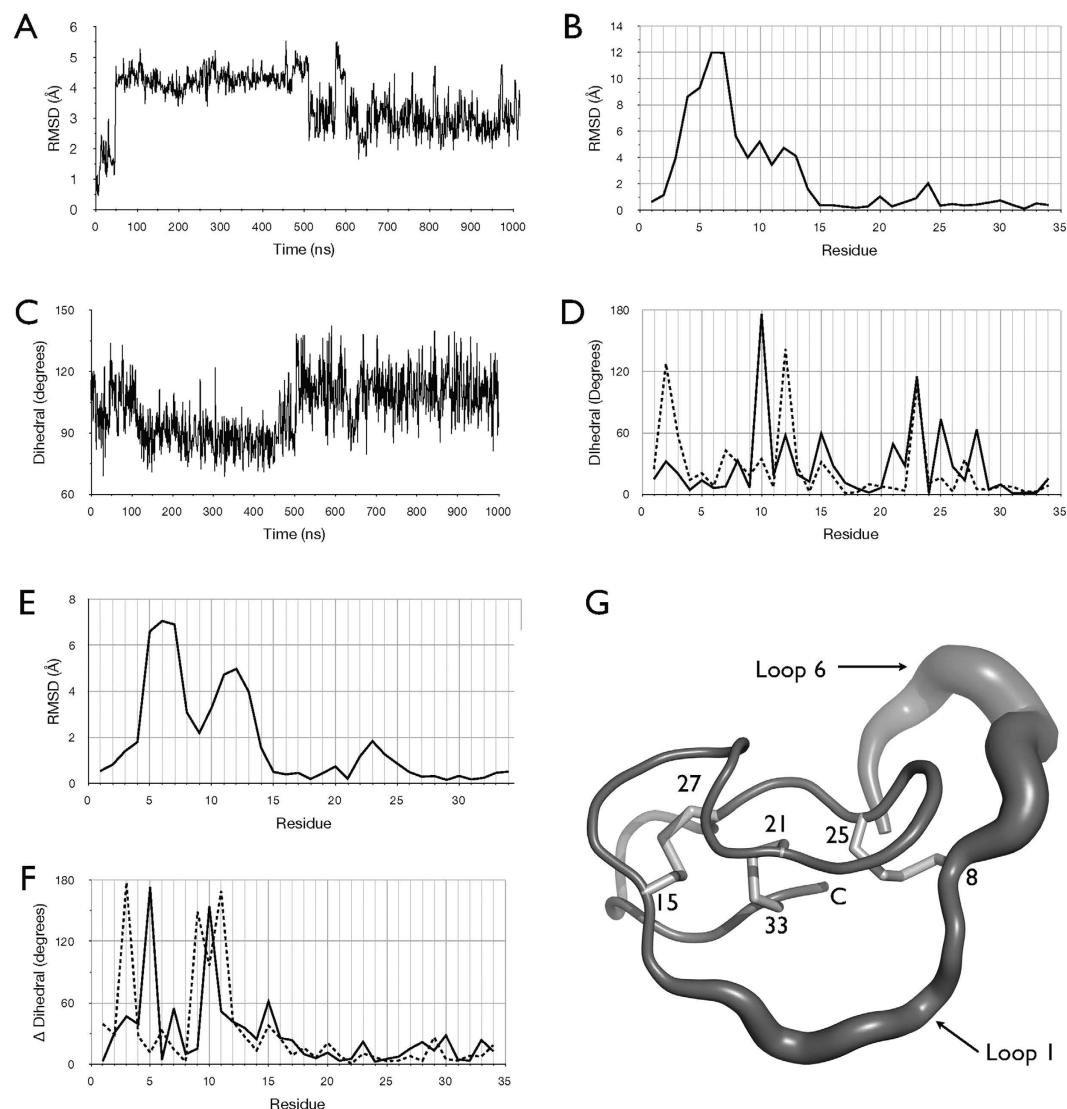 A
RMSD (Å)
6
5
4
3
2
1
0
0 100 200 300 400 500 600 700 800 900 1000
Time (ns)
B
RMSD (Å)
14
12
10
8
6
4
2
0
0 5 10 15 20 25 30 35
Residue
C
Dihedral (degrees)
150
120
90
60
0 100 200 300 400 500 600 700 800 900 1000
Time (ns)
D
Dihedral (Degrees)
180
120
60
0
0 5 10 15 20 25 30 35
Residue
E
RMSD (Å)
8
6
4
2
0
0 5 10 15 20 25 30
Residue
F
Δ Dihedral (degrees)
180
120
60
0
0 5 10 15 20 25 30 35
Residue
G
Loop 6
27
21
25
8
15
33
C
Loop 1